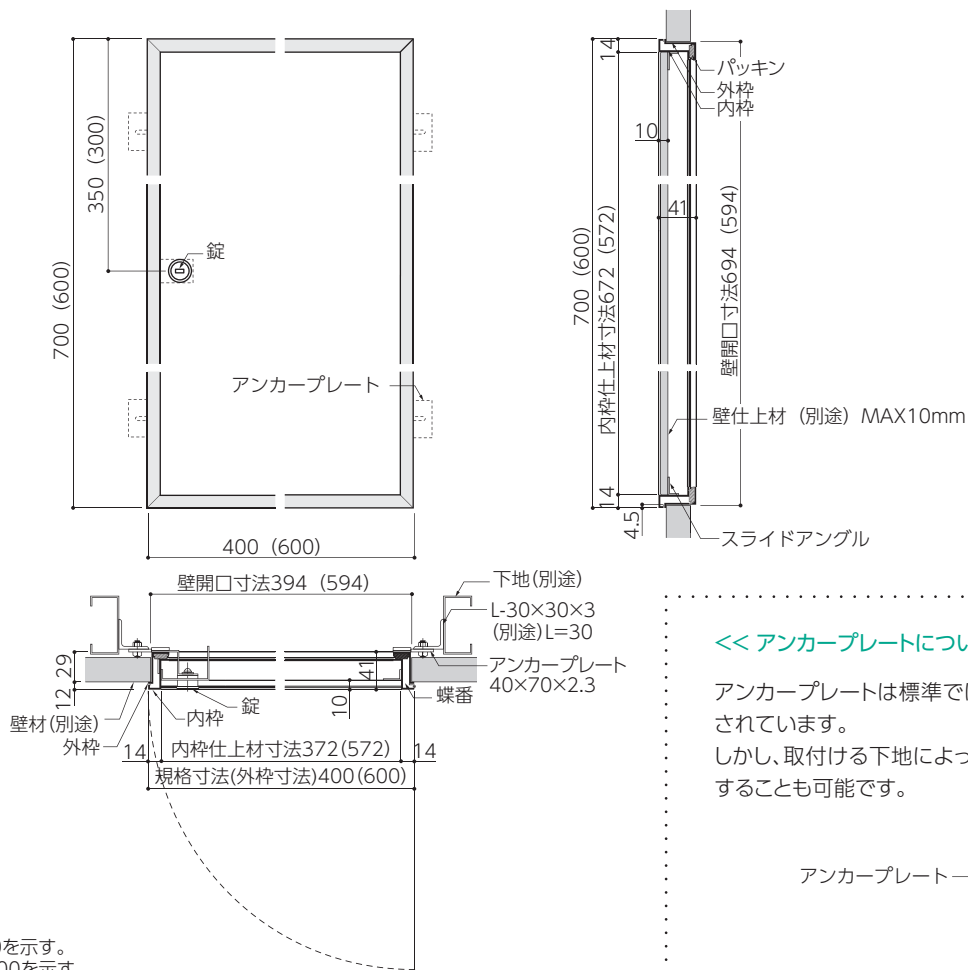 350 (300)
700 (600)
錠
アンカープレート
400 (600)
14
パッキン
外枠
内枠
10
41
700 (600)
内枠仕上材寸法672 (572)
壁開口寸法694 (594)
壁仕上材 (別途) MAX10mm
14
4.5
スライドアングル
壁開口寸法394 (594)
下地(別途)
L-30×30×3
(別途)L=30
アンカープレート
40×70×2.3
蝶番
29
12
41
10
壁材(別途)
外枠
内枠
錠
14
内枠仕上材寸法372(572)
14
規格寸法(外枠寸法)400(600)
<< アンカープレートについ
アンカープレートは標準で
されています。
しかし、取付ける下地によっ
することも可能です。
アンカープレート
を示す。
00を示す